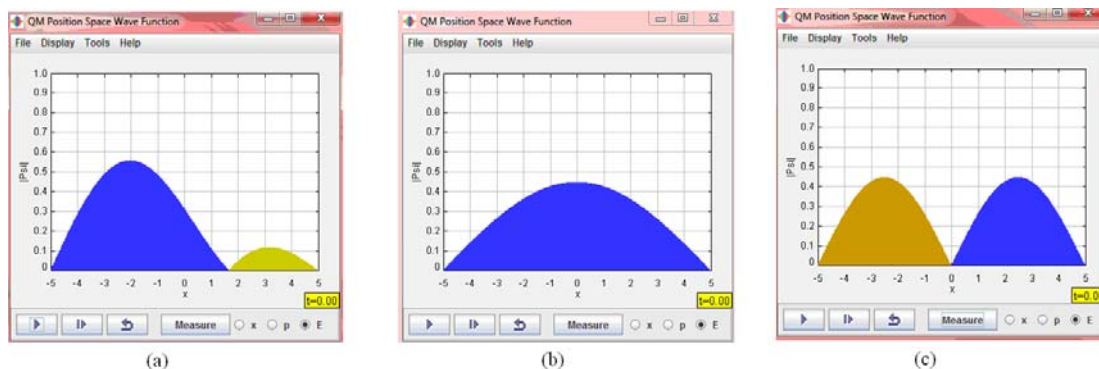 QM Position Space Wave Function
File Display Tools Help
1.0
0.9
0.8
0.7
0.6
0.5
0.4
0.3
0.2
0.1
0
|Psi|
-5 -4 -3 -2 -1 0 1 2 3 4 5
x
t=0.00
Measure x p E
(a)
QM Position Space Wave Function
File Display Tools Help
1.0
0.9
0.8
0.7
0.6
0.5
0.4
0.3
0.2
0.1
0
|Psi|
-5 -4 -3 -2 -1 0 1 2 3 4 5
x
t=0.00
Measure x p E
(b)
QM Position Space Wave Function
File Display Tools Help
1.0
0.9
0.8
0.7
0.6
0.5
0.4
0.3
0.2
0.1
0
|Psi|
-5 -4 -3 -2 -1 0 1 2 3 4 5
x
t=0.00
Measure x p E
(c)